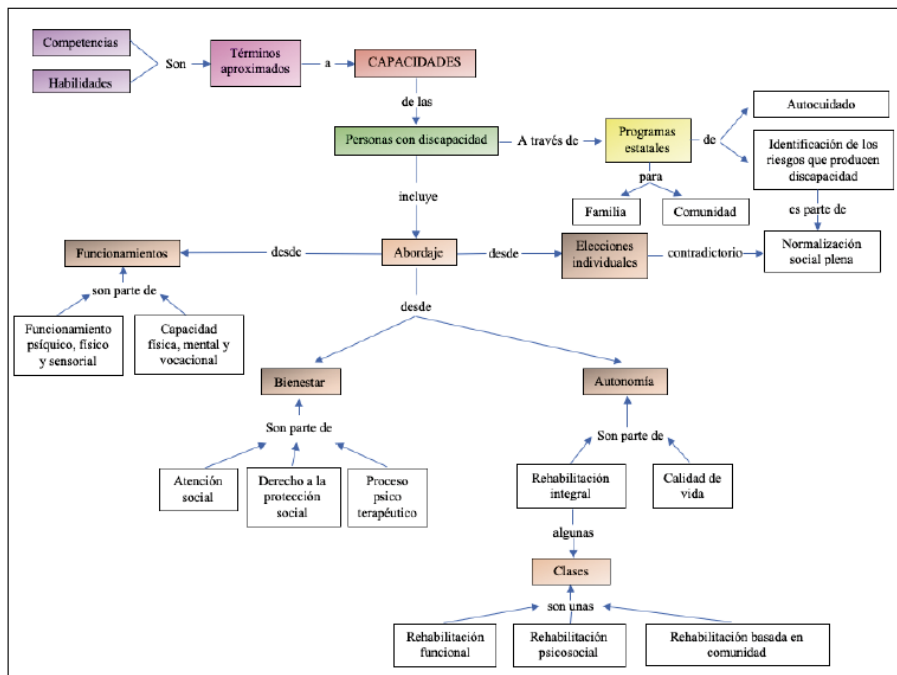 Competencias
Son
Términos
aproximados
a
CAPACIDADES
Habilidades
de las
Personas con discapacidad
A través de
Programas
estatales
de
Autocuidado
Identificación de los
riesgos que producen
discapacidad
para
Familia
Comunidad
es parte de
incluye
Funcionamientos
desde
Abordaje
desde
Elecciones
individuales
contradictorio
Normalización
social plena
son parte de
Funcionamiento
psíquico, físico
y sensorial
Capacidad
física, mental y
vocacional
desde
Bienestar
Autonomía
Son parte de
Son parte de
Atención
social
Derecho a la
protección
social
Proceso
psico
terapéutico
Rehabilitación
integral
Calidad de
vida
algunas
Clases
son unas
Rehabilitación
funcional
Rehabilitación
psicosocial
Rehabilitación basada en
comunidad